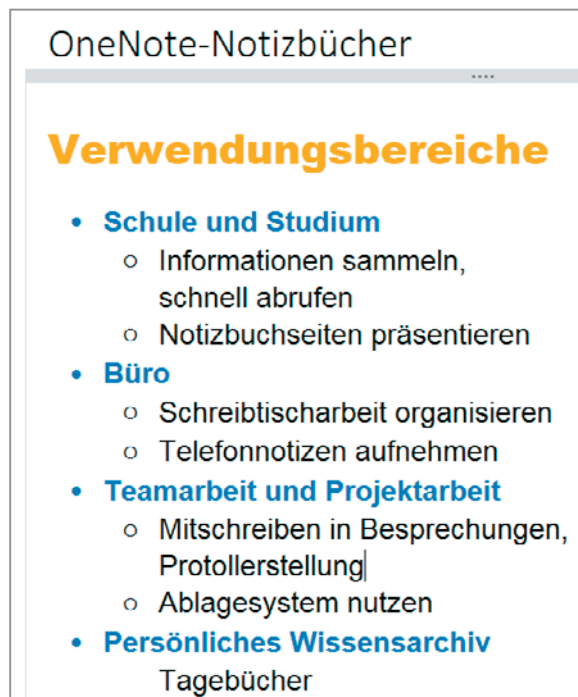 OneNote-Notizbücher
Verwendungsbereiche
• Schule und Studium
○ Informationen sammeln,
schnell abrufen
○ Notizbuchseiten präsentieren
• Büro
○ Schreibtischarbeit organisieren
○ Telefonnotizen aufnehmen
• Teamarbeit und Projektarbeit
○ Mitschreiben in Besprechungen,
Protollerstellung
○ Ablagesystem nutzen
• Persönliches Wissensarchiv
Tagebücher